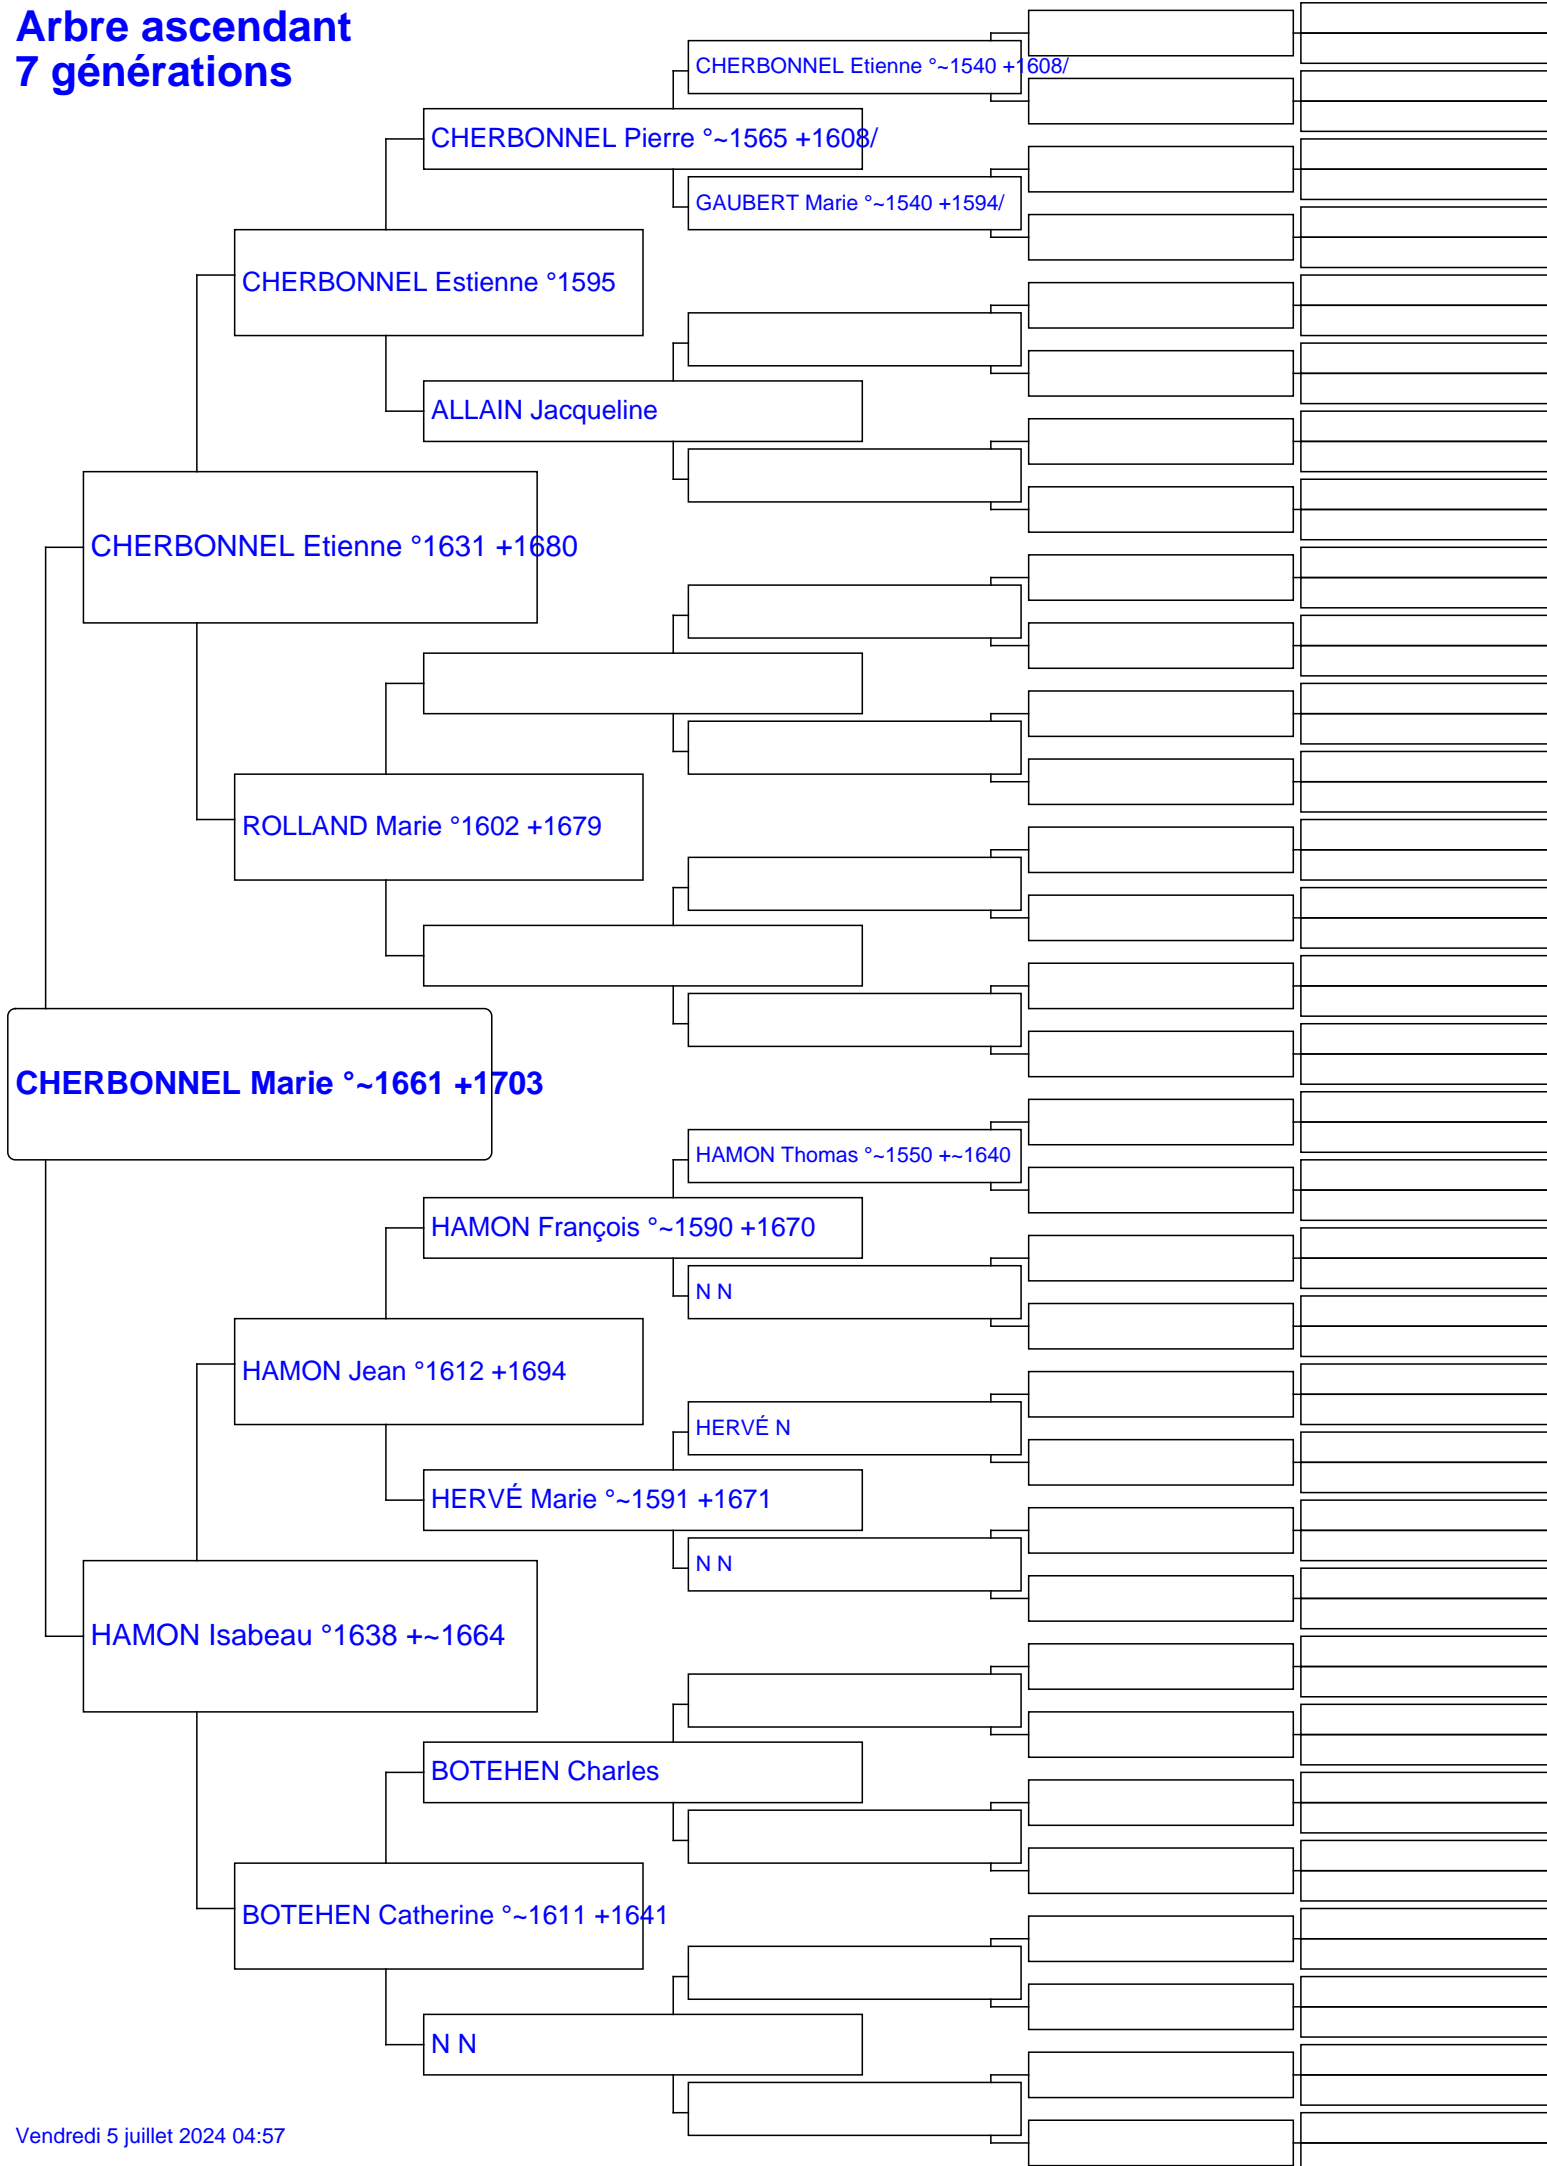 Arbre ascendant
7 générations
CHERBONNEL Etienne °~1540 +1608/
CHERBONNEL Pierre °~1565 +1608/
GAUBERT Marie °~1540 +1594/
CHERBONNEL Estienne °1595
ALLAIN Jacqueline
CHERBONNEL Etienne °1631 +1680
ROLLAND Marie °1602 +1679
CHERBONNEL Marie °~1661 +1703
HAMON Thomas °~1550 +~1640
HAMON François °~1590 +1670
N N
HAMON Jean °1612 +1694
HERVÉ N
HERVÉ Marie °~1591 +1671
N N
HAMON Isabeau °1638 +~1664
BOTEHEN Charles
BOTEHEN Catherine °~1611 +1641
N N
Vendredi 5 juillet 2024 04:57